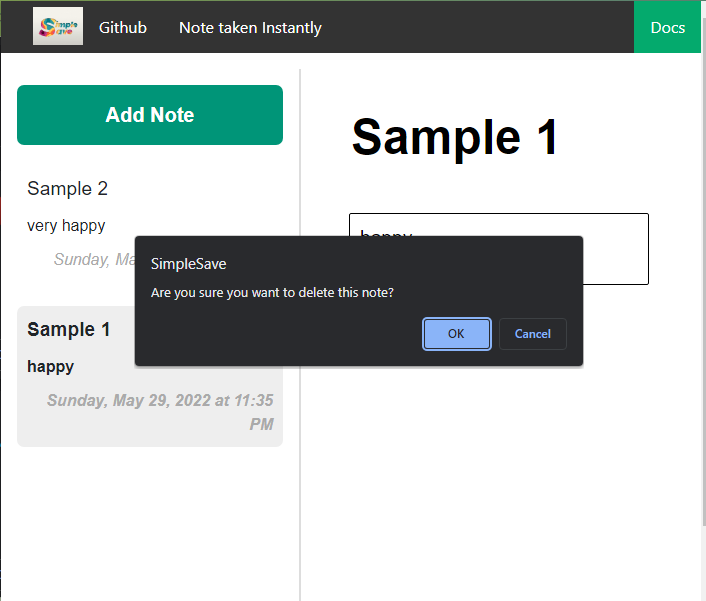 Simple Save
Github
Note taken Instantly
Docs
Add Note
Sample 2
very happy
Sunday, Ma
Sample 1
happy
Sunday, May 29, 2022 at 11:35
PM
Sample 1
happy
SimpleSave
Are you sure you want to delete this note?
OK
Cancel